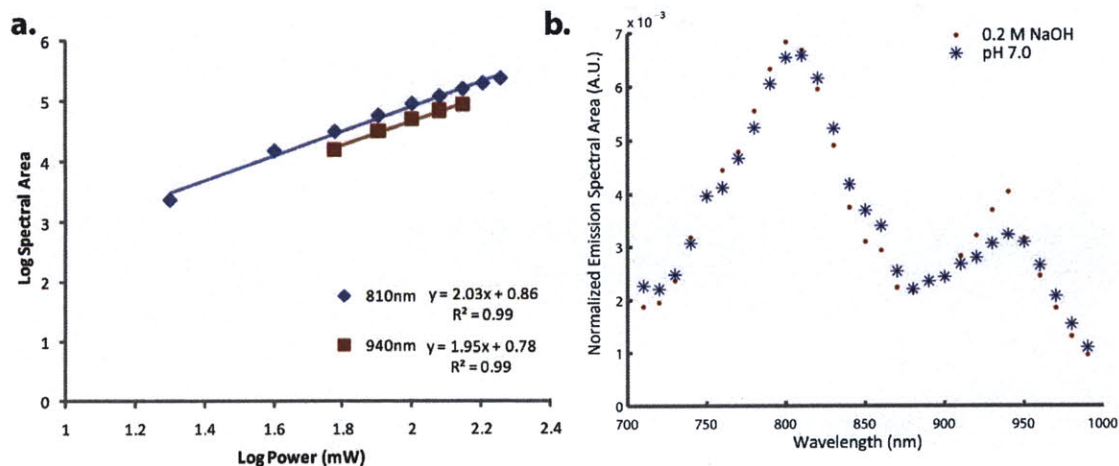 a.
Log Spectral Area
6
5
4
3
2
1
0
1
1.2
1.4
1.6
1.8
2
2.2
2.4
2.6
Log Power (mW)
810nm y = 2.03x + 0.86
R² = 0.99
940nm y = 1.95x + 0.78
R² = 0.99
b.
x 10⁻³
Normalized Emission Spectral Area (A.U.)
7
6
5
4
3
2
1
0
700
750
800
850
900
950
1000
Wavelength (nm)
0.2 M NaOH
pH 7.0